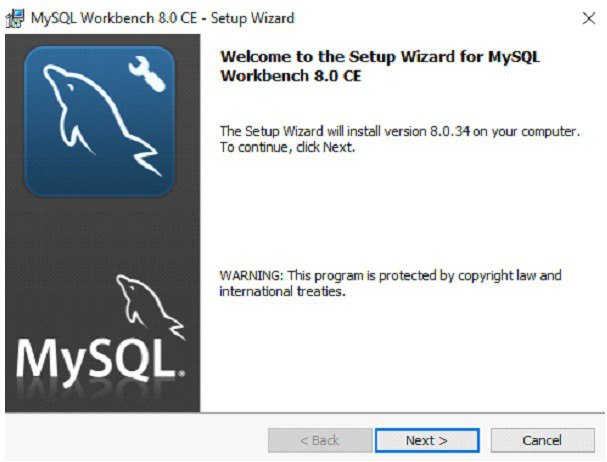 MySQL Workbench 8.0 CE - Setup Wizard
Welcome to the Setup Wizard for MySQL
Workbench 8.0 CE
The Setup Wizard will install version 8.0.34 on your computer.
To continue, click Next.
WARNING: This program is protected by copyright law and
international treaties.
MySQL.
< Back
Next >
Cancel